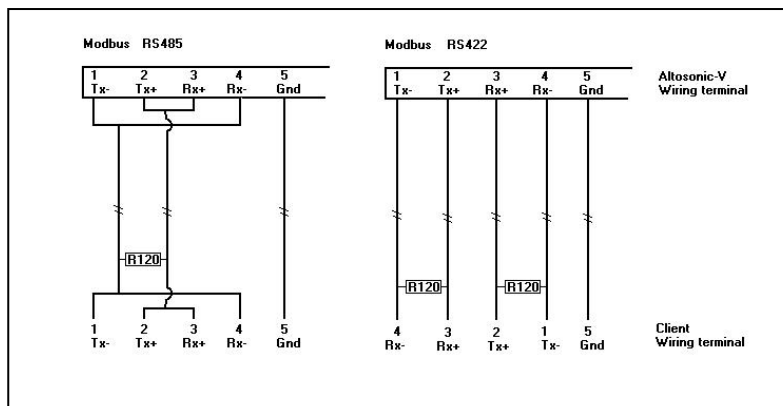 Modbus RS485
1 2 3 4 5
Tx- Tx+ Rx+ Rx- Gnd
R120
1 2 3 4 5
Tx- Tx+ Rx+ Rx- Gnd
Modbus RS422
1 2 3 4 5
Tx- Tx+ Rx+ Rx- Gnd
Altosonic-V
Wiring terminal
R120 R120
4 3 2 1 5
Rx- Rx+ Tx+ Tx- Gnd
Client
Wiring terminal